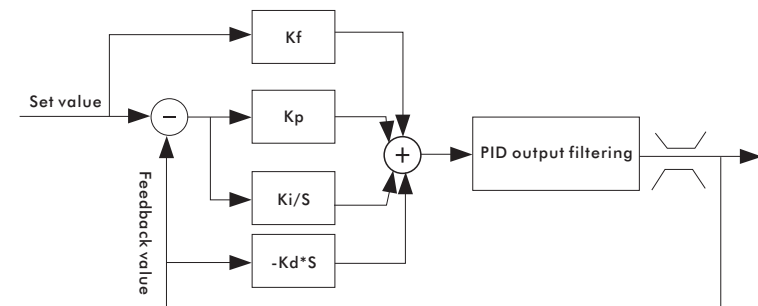 Kf
Set value
−
Kp
+
PID output filtering
Ki/S
Feedback value
-Kd*S